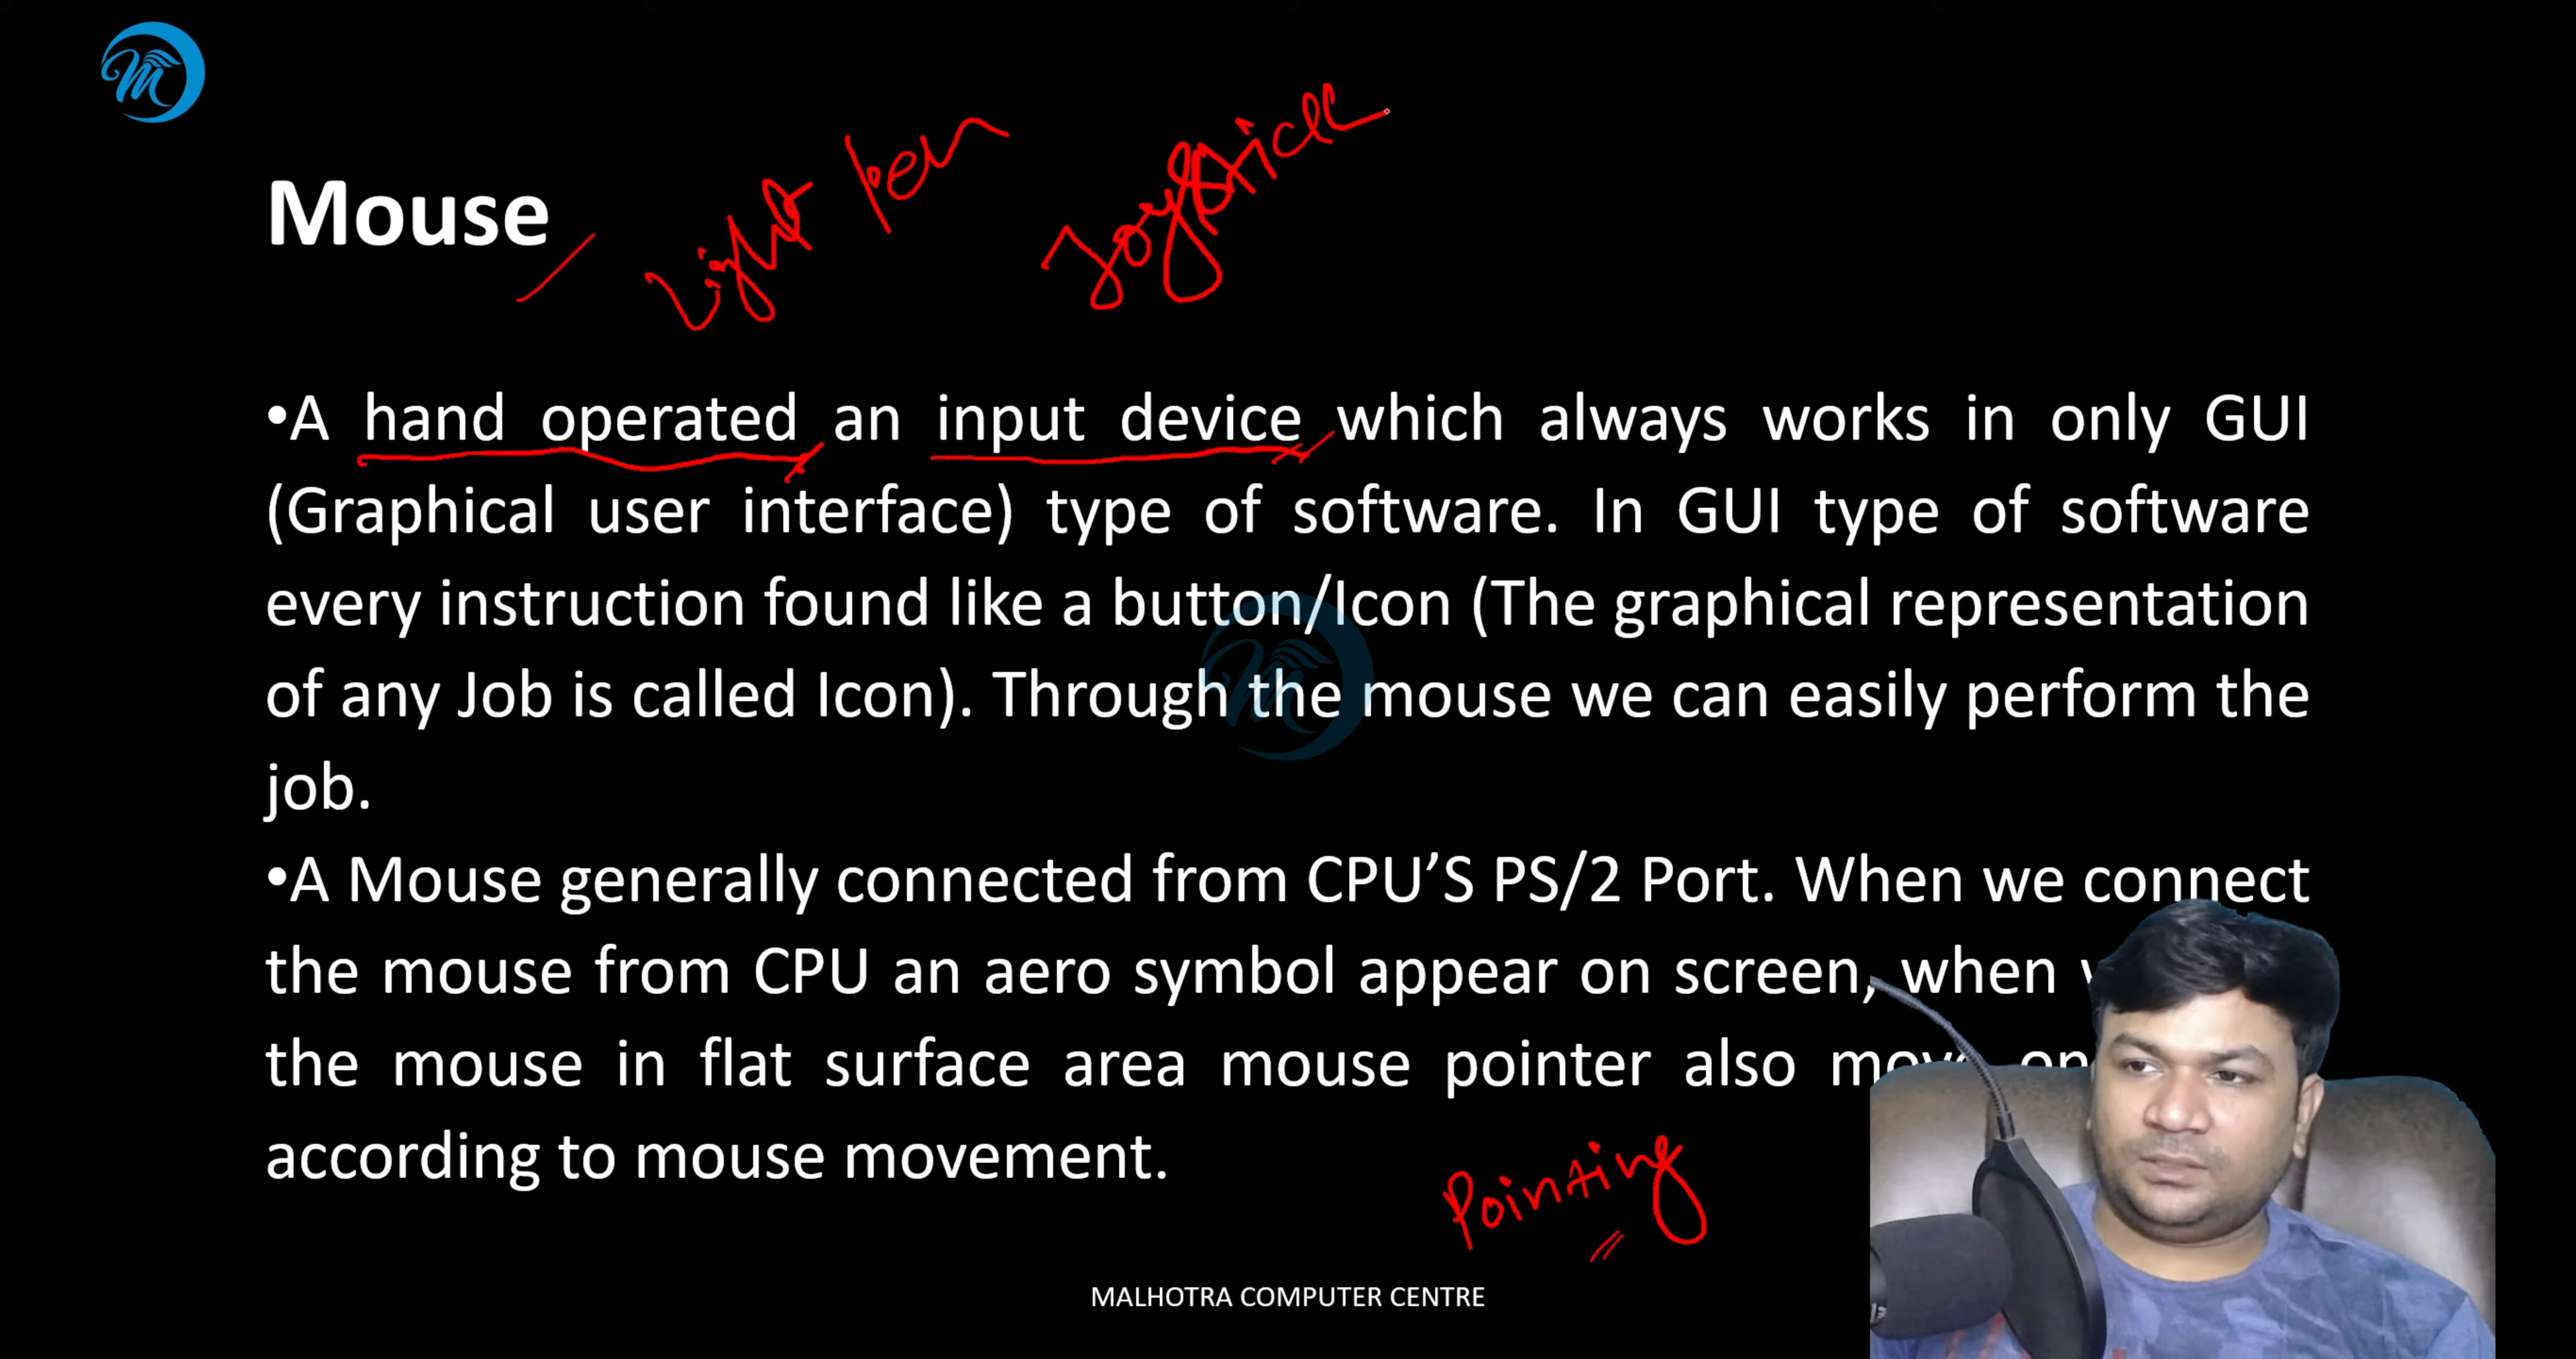 Mouse
Light Pen
Joystick
•A hand operated an input device which always works in only GUI
(Graphical user interface) type of software. In GUI type of software
every instruction found like a button/Icon (The graphical representation
of any Job is called Icon). Through the mouse we can easily perform the
job.
•A Mouse generally connected from CPU’S PS/2 Port. When we connect
the mouse from CPU an aero symbol appear on screen, when
the mouse in flat surface area mouse pointer also move on
according to mouse movement.
Pointing
MALHOTRA COMPUTER CENTRE